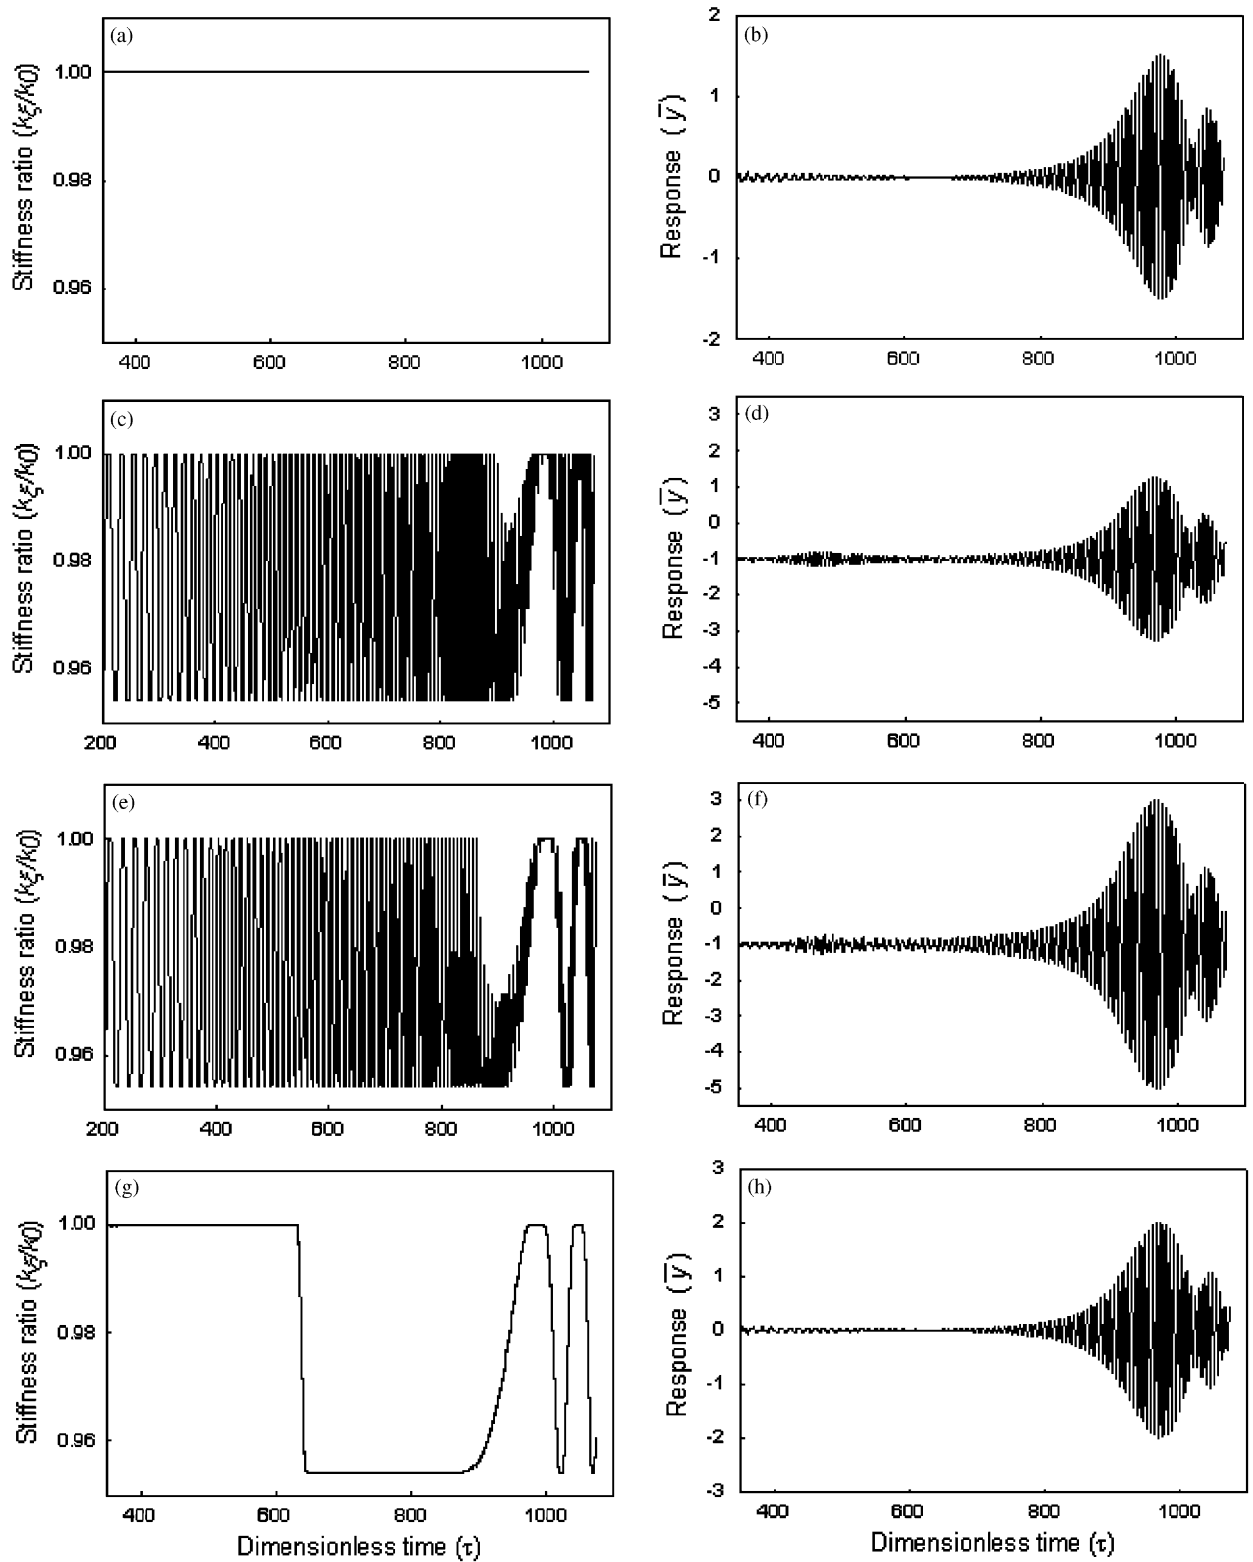 (a)
1.00
0.98
0.96
400 600 800 1000
Stiffness ratio (kξ/k0)
(b)
2
1
0
-1
-2
400 600 800 1000
Response (y̅)
(c)
1.00
0.98
0.96
200 400 600 800 1000
Stiffness ratio (kξ/k0)
(d)
3
2
1
0
-1
-2
-3
-4
-5
400 600 800 1000
Response (y̅)
(e)
1.00
0.98
0.96
200 400 600 800 1000
Stiffness ratio (kξ/k0)
(f)
3
2
1
0
-1
-2
-3
-4
-5
400 600 800 1000
Response (y̅)
(g)
1.00
0.98
0.96
400 600 800 1000
Stiffness ratio (kξ/k0)
Dimensionless time (τ)
(h)
3
2
1
0
-1
-2
-3
400 600 800 1000
Response (y̅)
Dimensionless time (τ)